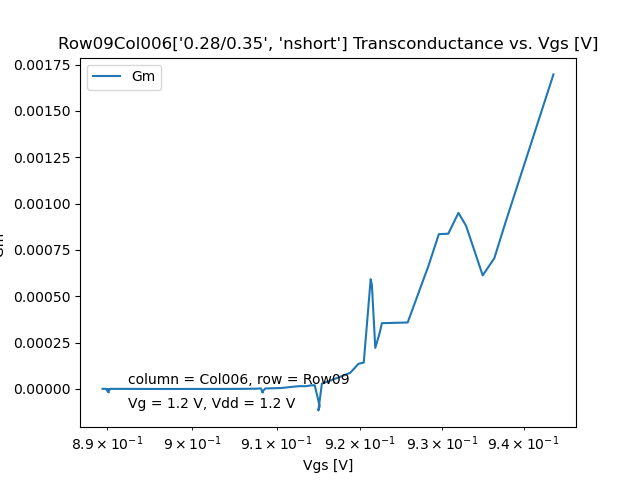 Row09Col006['0.28/0.35', 'nshort'] Transconductance vs. Vgs [V]
Gm
0.00175
0.00150
0.00125
0.00100
0.00075
0.00050
0.00025
0.00000
column = Col006, row = Row09
Vg = 1.2 V, Vdd = 1.2 V
8.9 × 10⁻¹ 9 × 10⁻¹ 9.1 × 10⁻¹ 9.2 × 10⁻¹ 9.3 × 10⁻¹ 9.4 × 10⁻¹
Vgs [V]